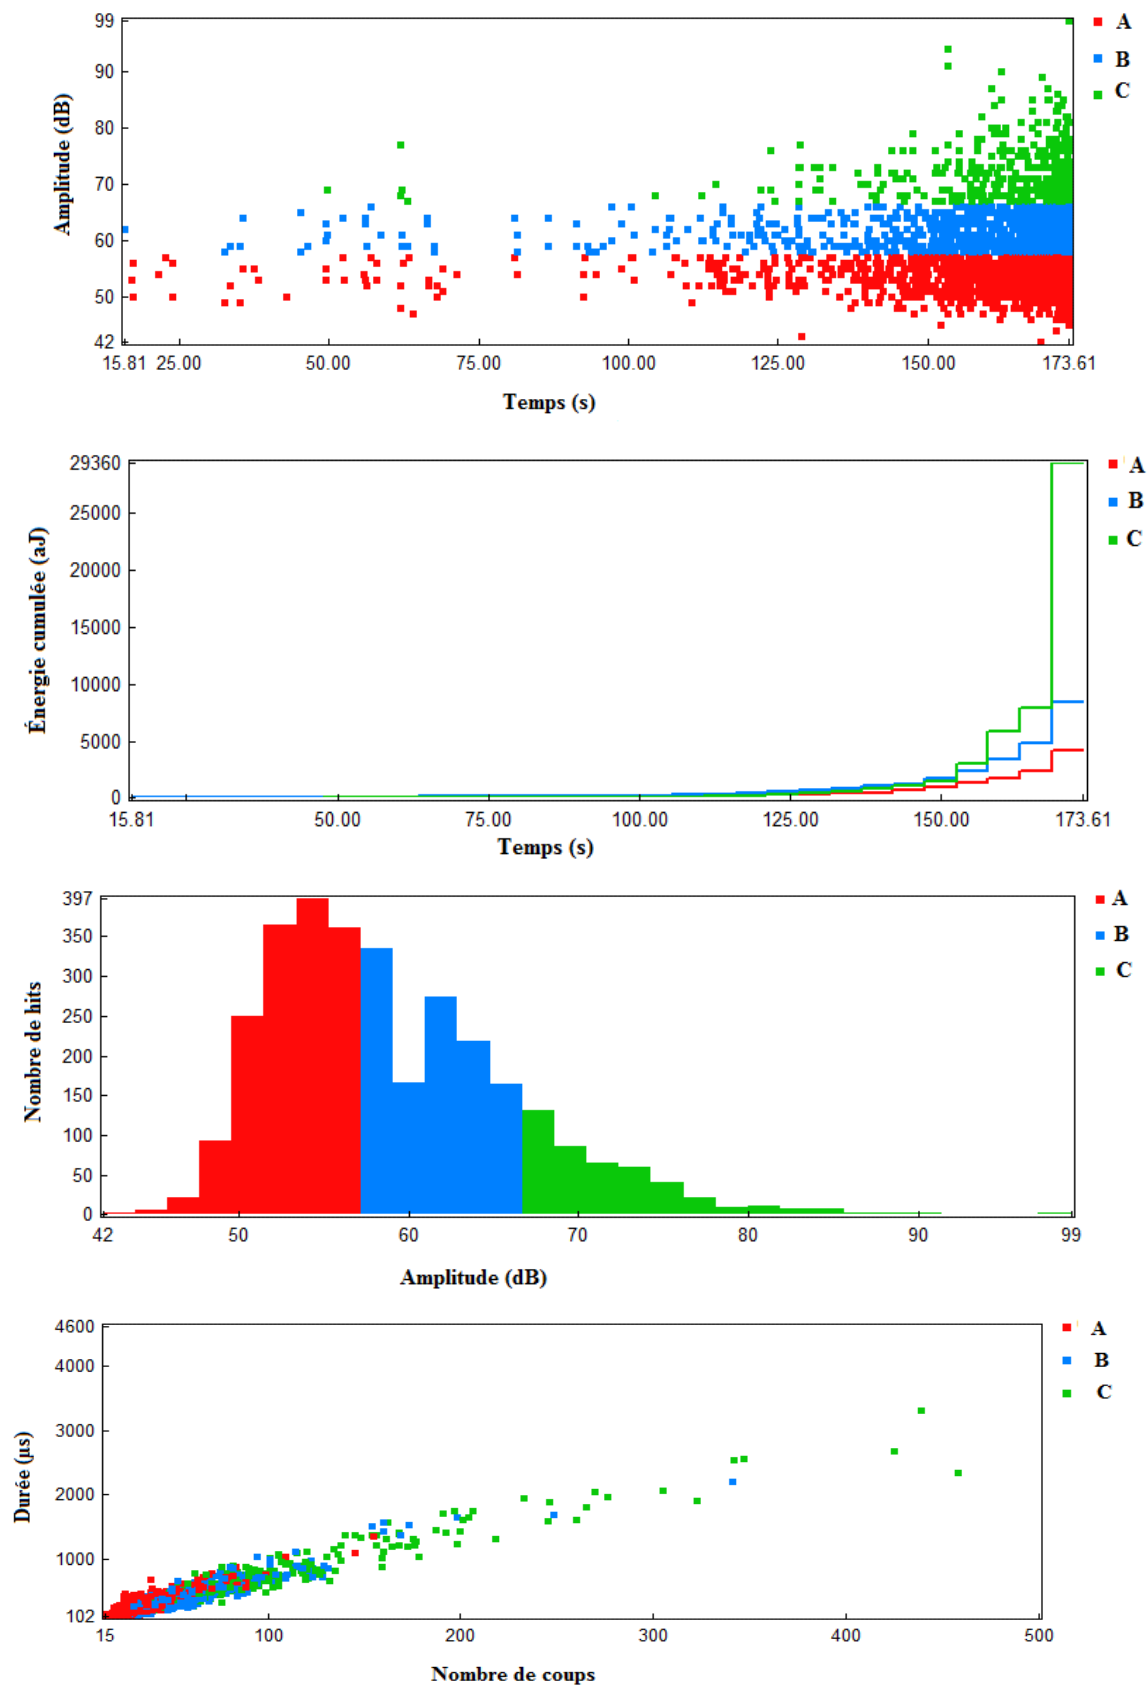 99
90
80
70
60
50
42
Amplitude (dB)
15.81 25.00 50.00 75.00 100.00 125.00 150.00 173.61
Temps (s)
A
B
C
29360
25000
20000
15000
10000
5000
0
Énergie cumulée (aJ)
15.81 50.00 75.00 100.00 125.00 150.00 173.61
Temps (s)
A
B
C
397
350
300
250
200
150
100
50
0
Nombre de hits
42 50 60 70 80 90 99
Amplitude (dB)
A
B
C
4600
4000
3000
2000
1000
102
Durée (µs)
15 100 200 300 400 500
Nombre de coups
A
B
C